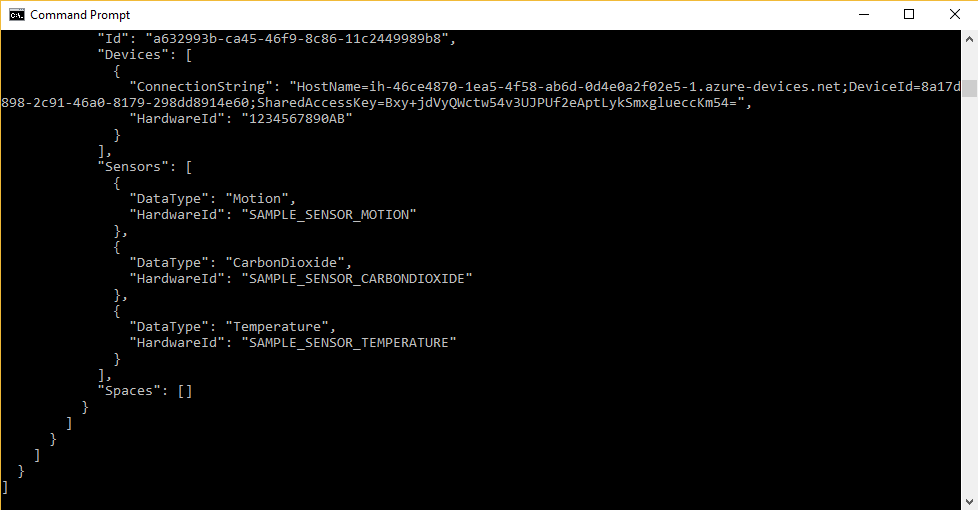 Command Prompt
"Id": "a632993b-ca45-46f9-8c86-11c2449989b8",
"Devices": [
{
"ConnectionString": "HostName=ih-46ce4870-1ea5-4f58-ab6d-0d4e0a2f02e5-1.azure-devices.net;DeviceId=8a17d
898-2c91-46a0-8179-298dd8914e60;SharedAccessKey=Bxy+jdVyQWctw54v3UJPUf2eAptLykSmxglueccKm54=",
"HardwareId": "1234567890AB"
}
],
"Sensors": [
{
"DataType": "Motion",
"HardwareId": "SAMPLE_SENSOR_MOTION"
},
{
"DataType": "CarbonDioxide",
"HardwareId": "SAMPLE_SENSOR_CARBONDIOXIDE"
},
{
"DataType": "Temperature",
"HardwareId": "SAMPLE_SENSOR_TEMPERATURE"
}
],
"Spaces": []
}
]
}
]
}
]